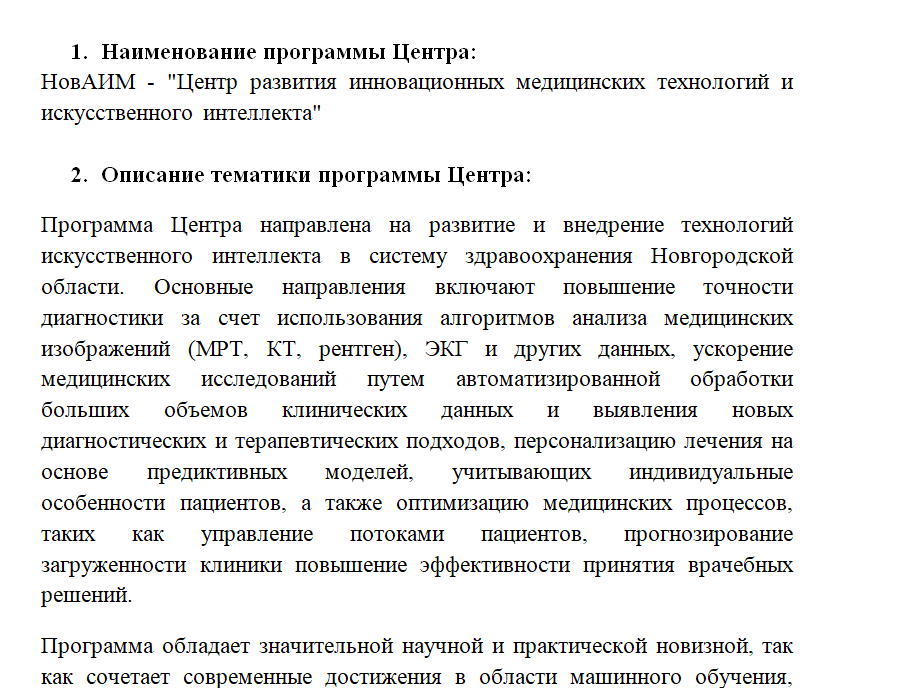 1. Наименование программы Центра:
НовАИМ - "Центр развития инновационных медицинских технологий и
искусственного интеллекта"
2. Описание тематики программы Центра:
Программа Центра направлена на развитие и внедрение технологий
искусственного интеллекта в систему здравоохранения Новгородской
области. Основные направления включают повышение точности
диагностики за счет использования алгоритмов анализа медицинских
изображений (МРТ, КТ, рентген), ЭКГ и других данных, ускорение
медицинских исследований путем автоматизированной обработки
больших объемов клинических данных и выявления новых
диагностических и терапевтических подходов, персонализацию лечения на
основе предиктивных моделей, учитывающих индивидуальные
особенности пациентов, а также оптимизацию медицинских процессов,
таких как управление потоками пациентов, прогнозирование
загруженности клиники повышение эффективности принятия врачебных
решений.
Программа обладает значительной научной и практической новизной, так
как сочетает современные достижения в области машинного обучения,